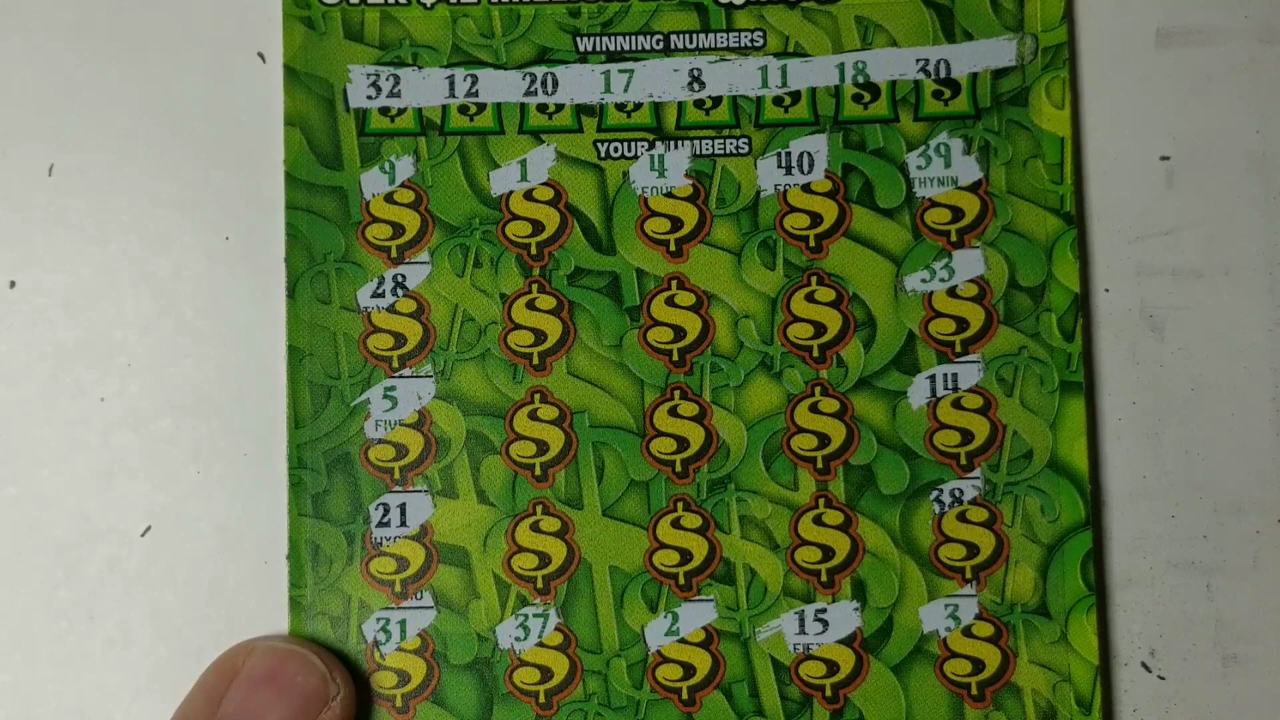 WINNING NUMBERS
32 12 20 17 8 11 18 30
YOUR NUMBERS
9 1 4 40 39
FOUR THYNIN
28 33
5 14
FIVE
21 38
31 37 2 15 3